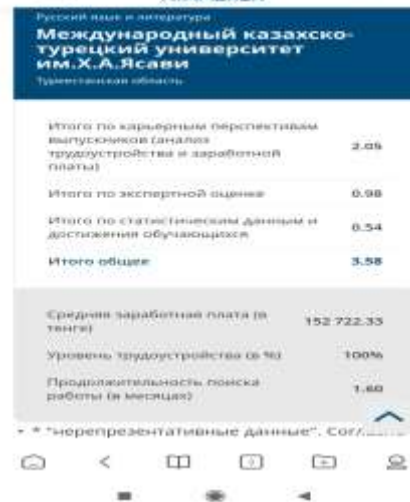 Русский язык и литература
Международный казахско-
турецкий университет
им.Х.А.Ясави
Туркестанская область
Итого по карьерным перспективам
выпускников (анализ
трудоустройства и заработной
платы)
2.05
Итого по экспертной оценке
0.98
Итого по статистическим данным и
достижения обучающихся
0.54
Итого общее
3.58
Средняя заработная плата (в
тенге)
152 722.33
Уровень трудоустройства (в %)
100%
Продолжительность поиска
работы (в месяцах)
1.60
* "нерепрезентативные данные".